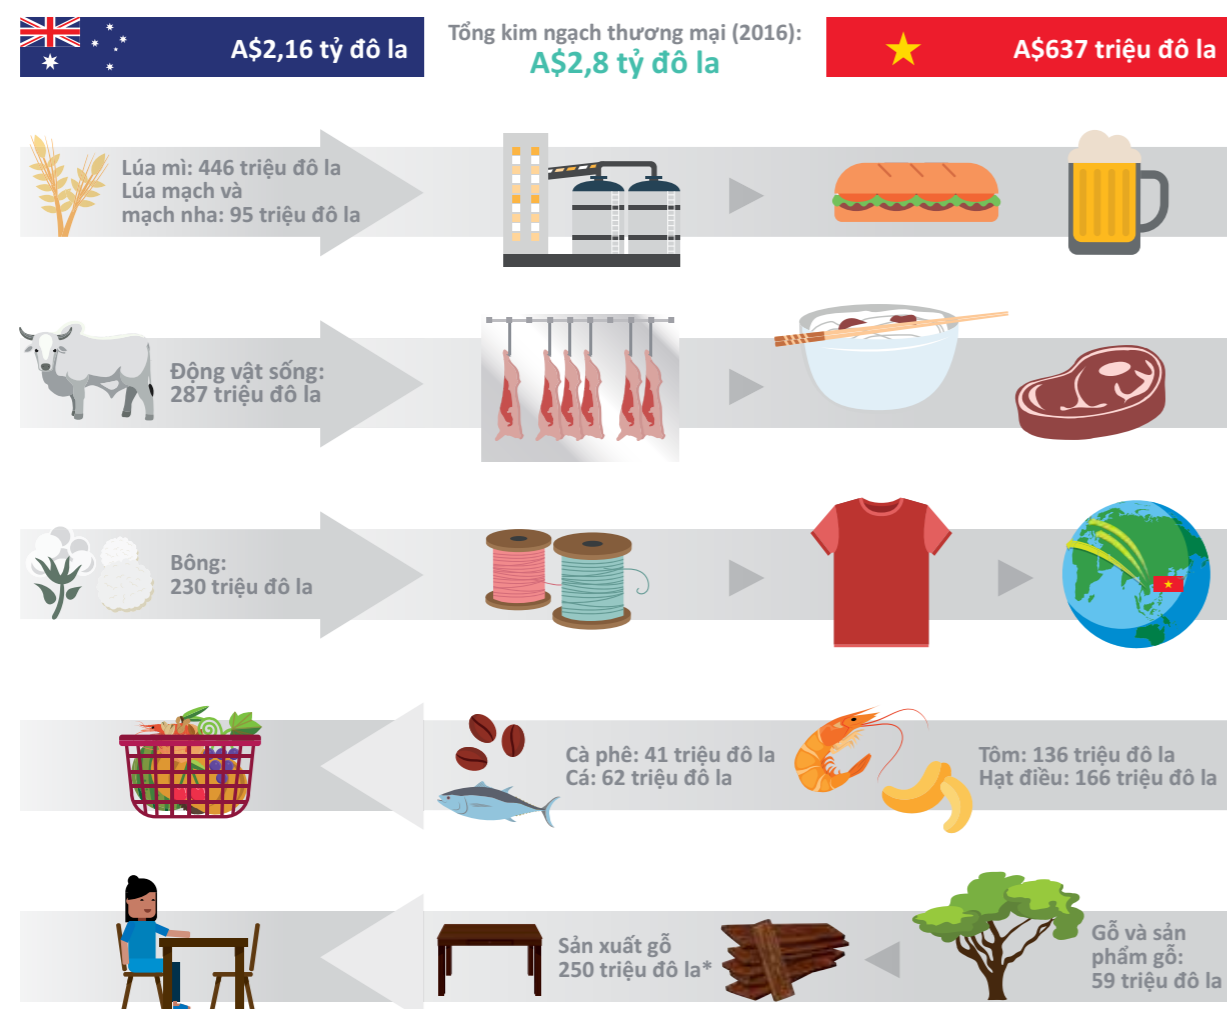 A$2,16 tỷ đô la
Tổng kim ngạch thương mại (2016):
A$2,8 tỷ đô la
A$637 triệu đô la
Lúa mì: 446 triệu đô la
Lúa mạch và
mạch nha: 95 triệu đô la
Động vật sống:
287 triệu đô la
Bông:
230 triệu đô la
Cà phê: 41 triệu đô la
Cá: 62 triệu đô la
Tôm: 136 triệu đô la
Hạt điều: 166 triệu đô la
Sản xuất gỗ
250 triệu đô la*
Gỗ và sản
phẩm gỗ:
59 triệu đô la